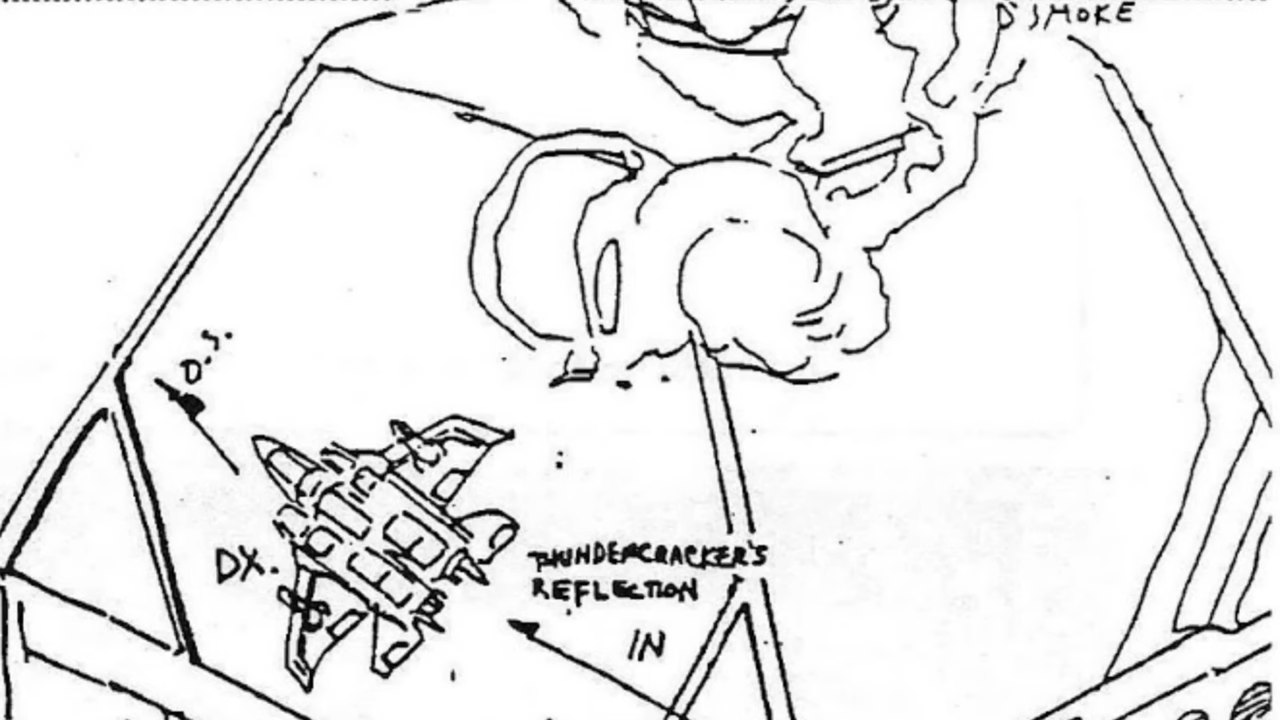 D'SMOKE
D.S.
DX.
THUNDERCRACKER'S
REFLECTION
IN